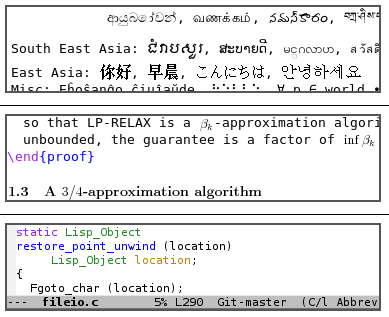 ආයුබෝවන්, வணக்கம், నమస్కారం,
South East Asia: ជំរាបសួរ, ສະບາຍດີ, မင်္ဂလာပါ, สวัสดี
East Asia: 你好, 早晨, こんにちは, 안녕하세요
Misc: Eĥoŝanĝo ĉiuĵaŭde, ⠓⠑⠇⠇⠕, ∀ p ∈ world •
so that LP-RELAX is a βk-approximation algori
unbounded, the guarantee is a factor of inf βk
\end{proof}
1.3 A 3/4-approximation algorithm
static Lisp_Object
restore_point_unwind (location)
Lisp_Object location;
{
Fgoto_char (location);
--- fileio.c 5% L290 Git-master (C/l Abbrev